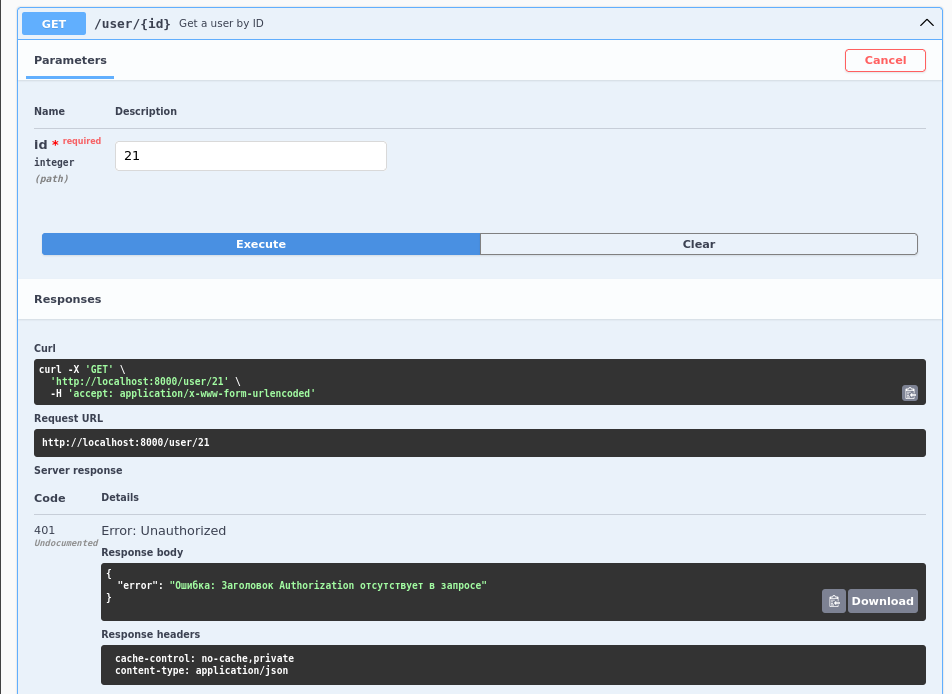 GET /user/{id} Get a user by ID
Parameters Cancel
Name Description
id * required
integer
(path)
21
Execute Clear
Responses
Curl
curl -X 'GET' \
'http://localhost:8000/user/21' \
-H 'accept: application/x-www-form-urlencoded'
Request URL
http://localhost:8000/user/21
Server response
Code Details
401 Error: Unauthorized
Undocumented
Response body
{
"error": "Ошибка: Заголовок Authorization отсутствует в запросе"
}
Download
Response headers
cache-control: no-cache,private
content-type: application/json